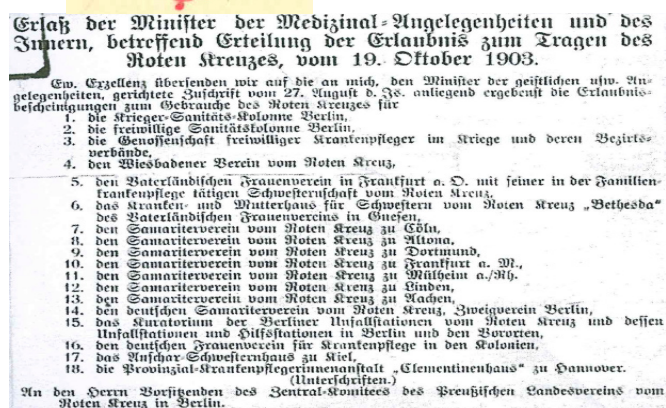 Erlaß der Minister der Medizinal-Angelegenheiten und des
Innern, betreffend Erteilung der Erlaubnis zum Tragen des
Roten Kreuzes, vom 19. Oktober 1903.
Ew. Exzellenz übersenden wir auf die an mich, den Minister der geistlichen usw. An-
gelegenheiten, gerichtete Zuschrift vom 27. August d. Js. anliegend ergebenst die Erlaubnis-
bescheinigungen zum Gebrauche des Roten Kreuzes für
1. die Krieger-Sanitäts-Kolonne Berlin,
2. die freiwillige Sanitätskolonne Berlin,
3. die Genossenschaft freiwilliger Krankenpfleger im Kriege und deren Bezirks-
verbände,
4. den Wiesbadener Verein vom Roten Kreuz,
5. den Vaterländischen Frauenverein in Frankfurt a. O. mit seiner in der Familien-
krankenpflege tätigen Schwesternschaft vom Roten Kreuz,
6. das Kranken- und Mutterhaus für Schwestern vom Roten Kreuz „Bethesda“
des Vaterländischen Frauenvereins in Gnesen,
7. den Samariterverein vom Roten Kreuz zu Cöln,
8. den Samariterverein vom Roten Kreuz zu Altona,
9. den Samariterverein vom Roten Kreuz zu Dortmund,
10. den Samariterverein vom Roten Kreuz zu Frankfurt a. M.,
11. den Samariterverein vom Roten Kreuz zu Mülheim a./Rh.
12. den Samariterverein vom Roten Kreuz zu Linden,
13. den Samariterverein vom Roten Kreuz zu Aachen,
14. den deutschen Samariterverein vom Roten Kreuz, Zweigverein Berlin,
15. das Kuratorium der Berliner Unfallstationen vom Roten Kreuz und dessen
Unfallstationen und Hilfsstationen in Berlin und den Vororten,
16. den deutschen Frauenverein für Krankenpflege in den Kolonien,
17. das Anschar-Schwesternhaus zu Kiel,
18. die Provinzial-Krankenpflegerinnenanstalt „Clementinenhaus“ zu Hannover.
(Unterschriften.)
An den Herrn Vorsitzenden des Zentral-Komitees des Preußischen Landesvereins vom
Roten Kreuz in Berlin.